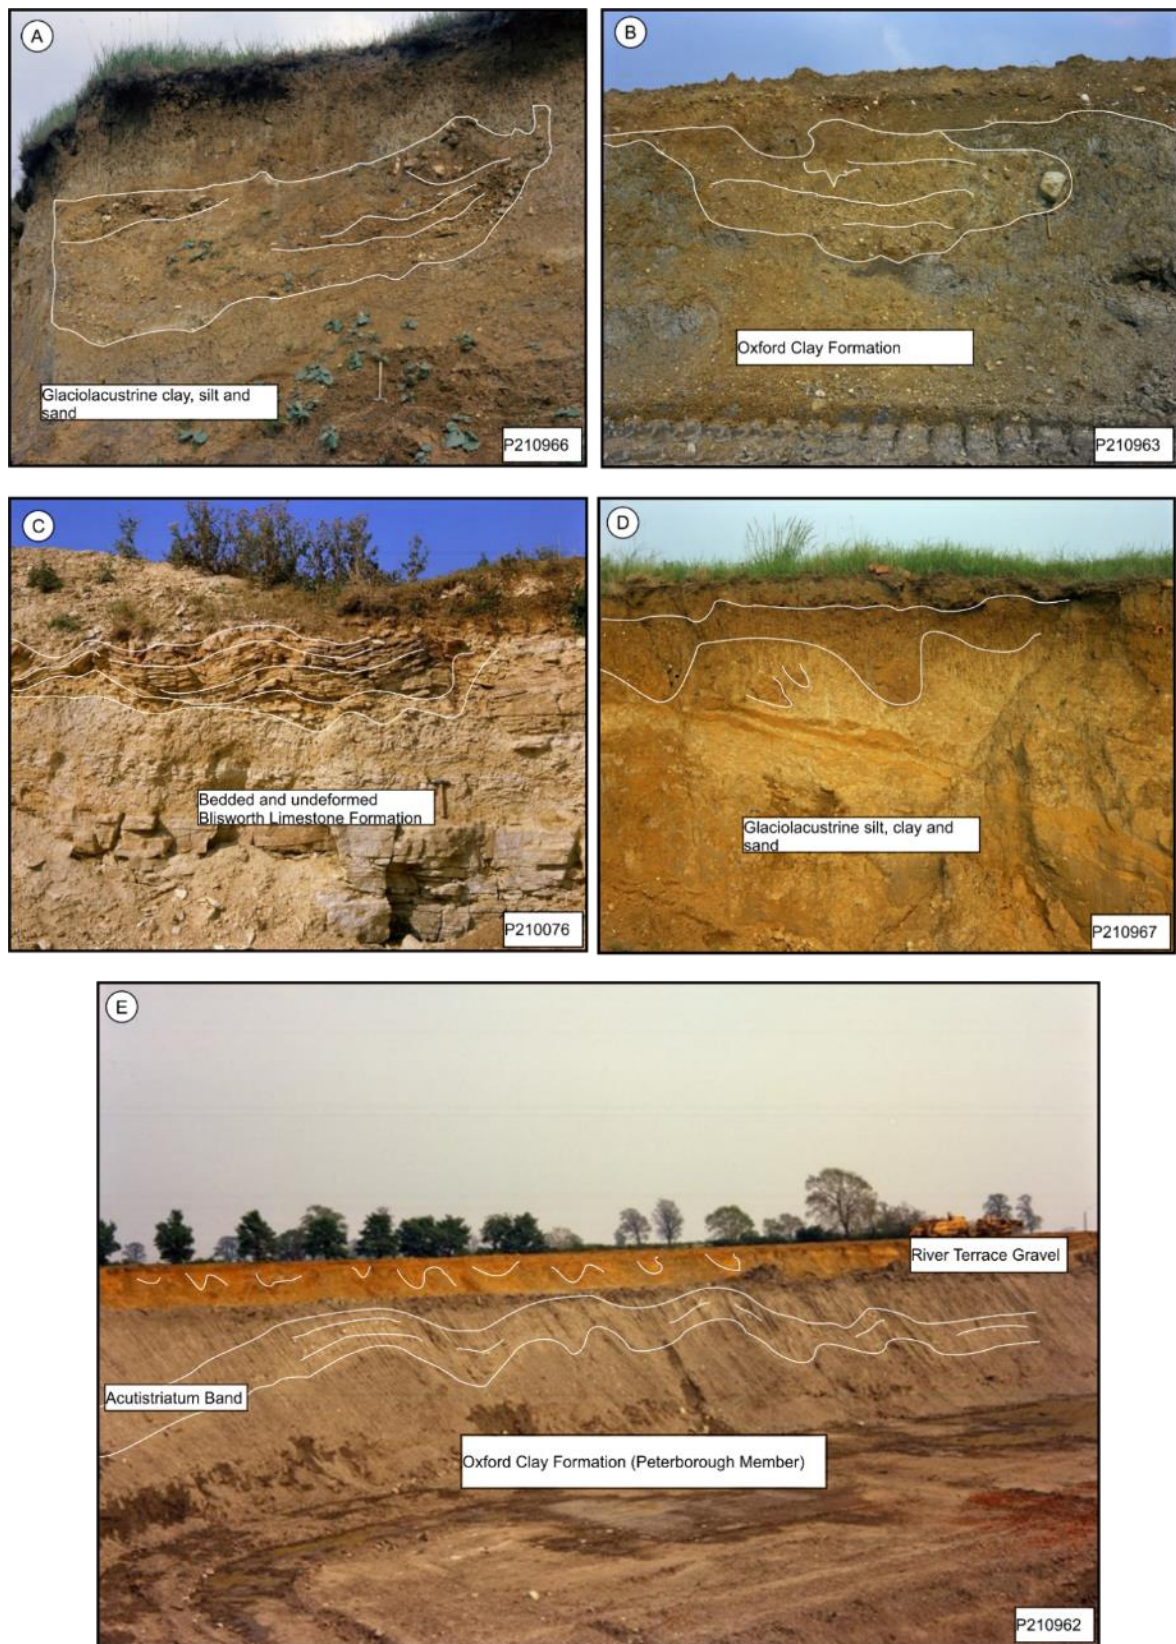 A
Glaciolacustrine clay, silt and
sand
P210966
B
Oxford Clay Formation
P210963
C
Bedded and undeformed
Blisworth Limestone Formation
P210076
D
Glaciolacustrine silt, clay and
sand
P210967
E
River Terrace Gravel
Acutistriatum Band
Oxford Clay Formation (Peterborough Member)
P210962